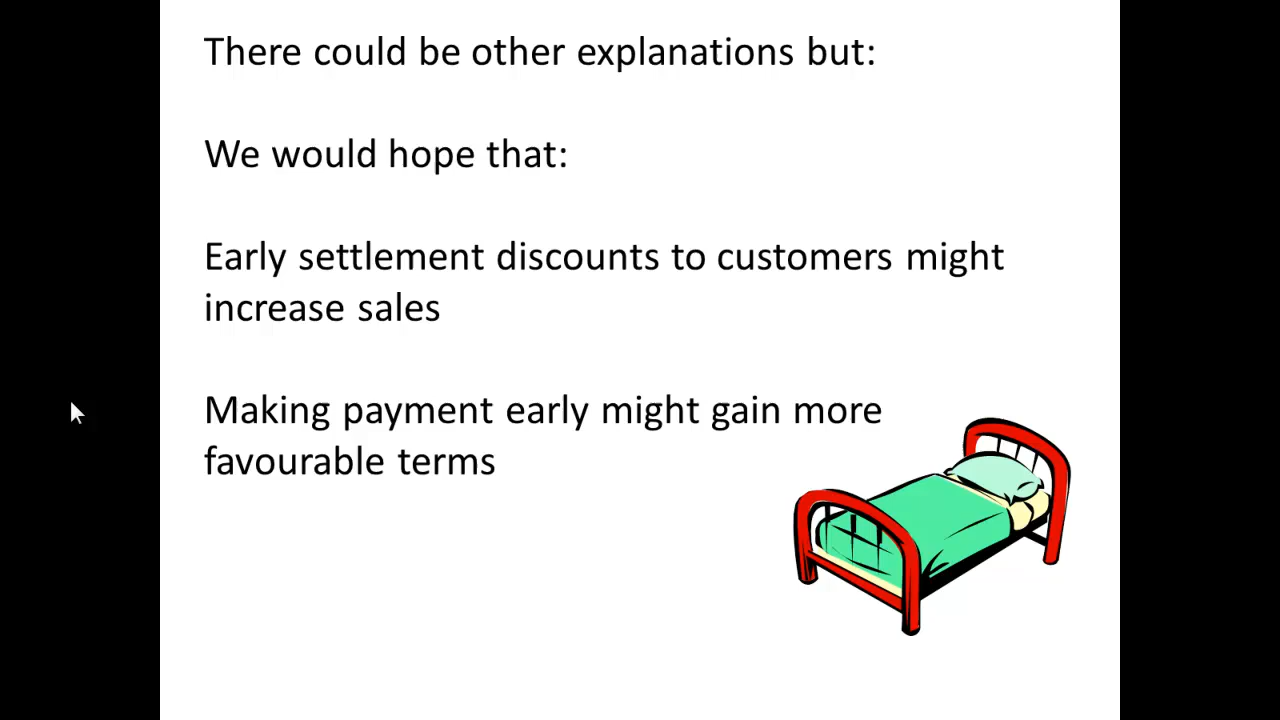 There could be other explanations but:
We would hope that:
Early settlement discounts to customers might
increase sales
Making payment early might gain more
favourable terms